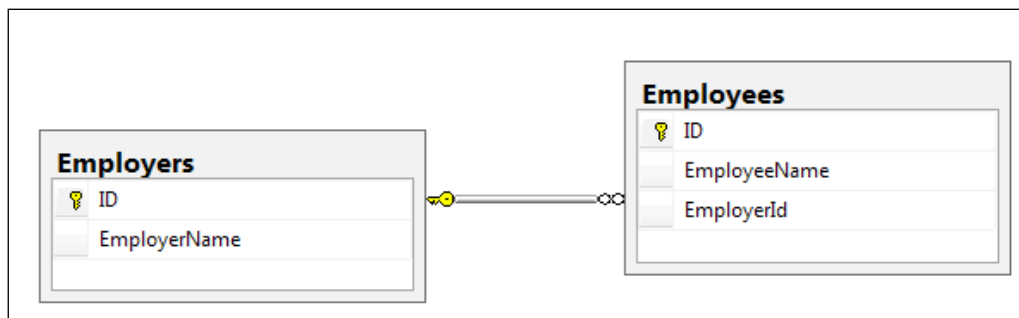 Employers
ID
EmployerName
Employees
ID
EmployeeName
EmployerId